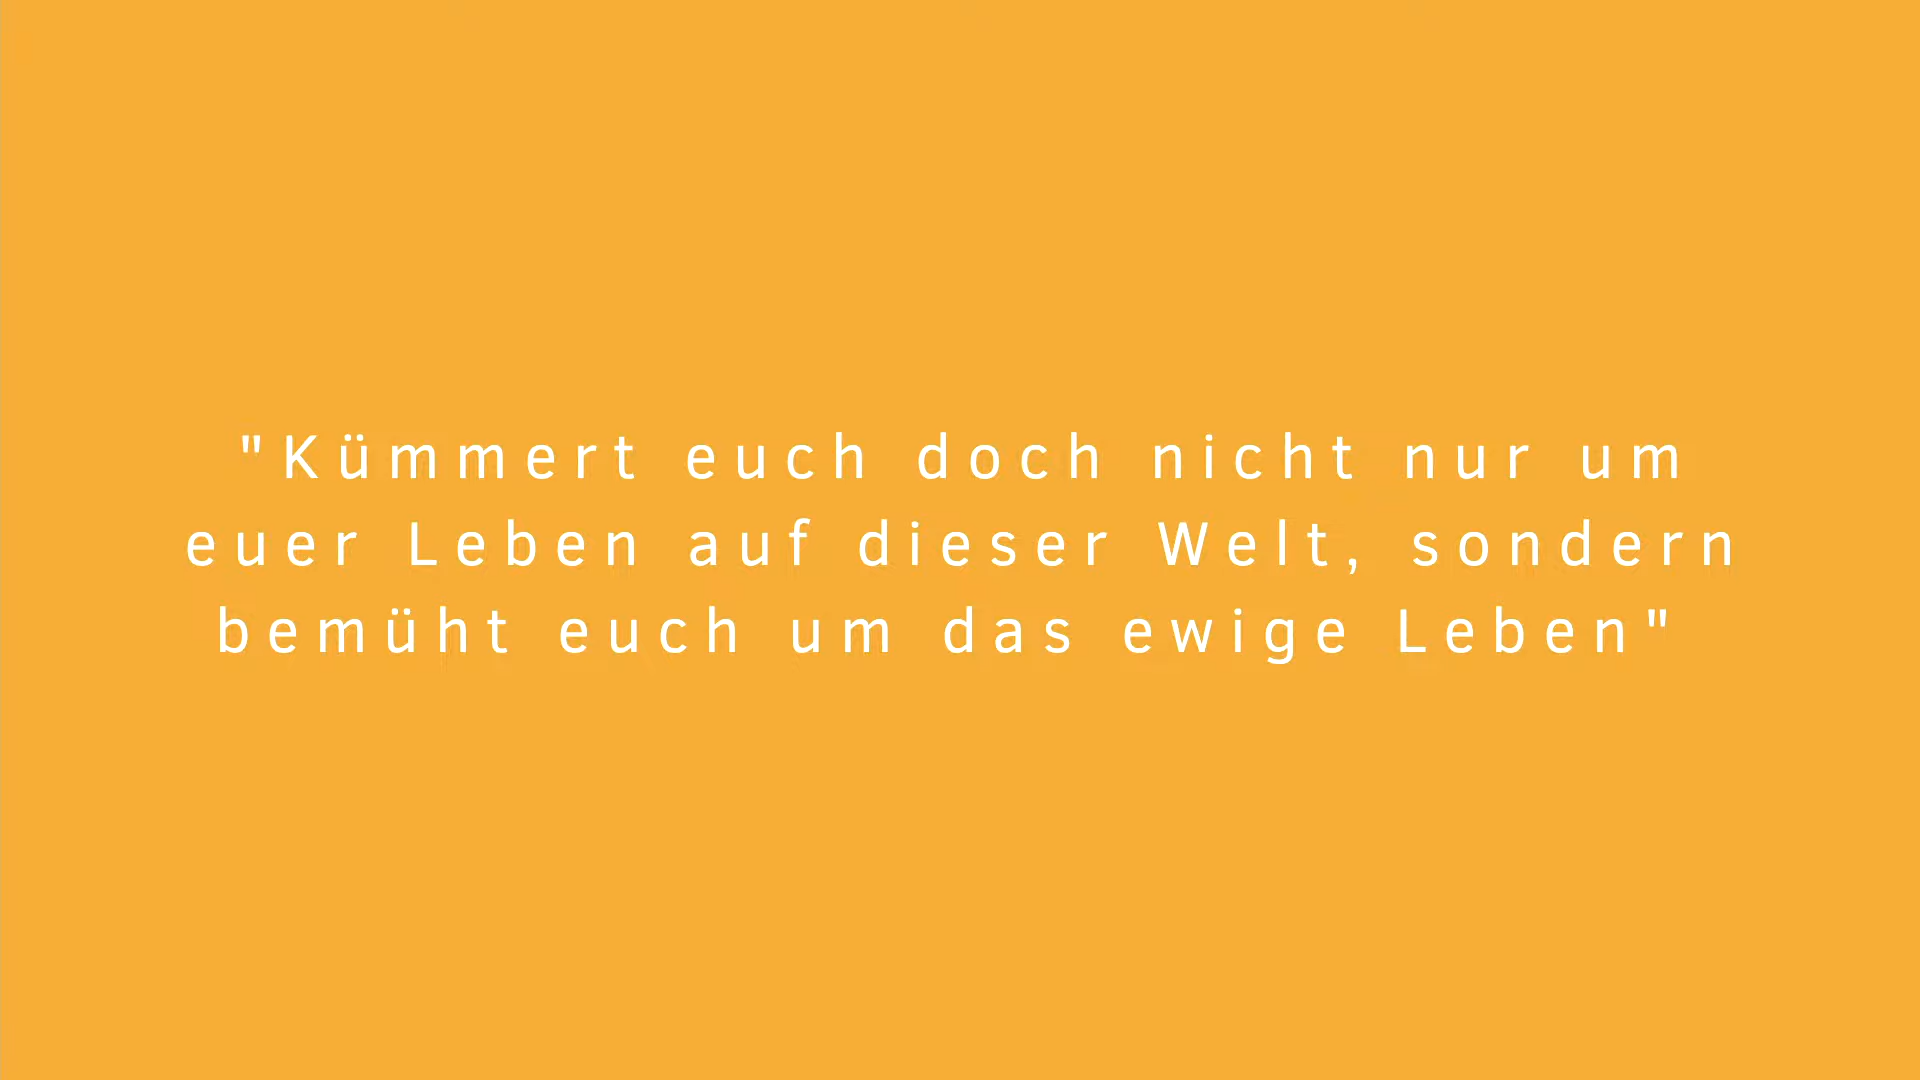 "Kümmert euch doch nicht nur um
euer Leben auf dieser Welt, sondern
bemüht euch um das ewige Leben"